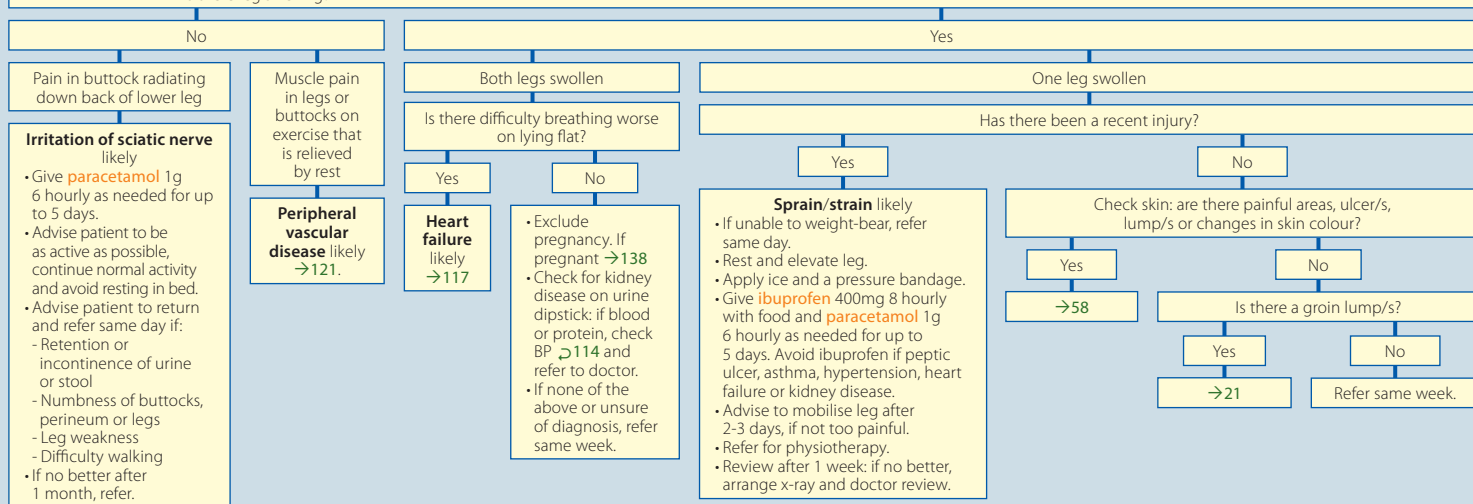 No
Yes
Pain in buttock radiating
down back of lower leg
Irritation of sciatic nerve
likely
• Give paracetamol 1g
6 hourly as needed for up
to 5 days.
• Advise patient to be
as active as possible,
continue normal activity
and avoid resting in bed.
• Advise patient to return
and refer same day if:
- Retention or
incontinence of urine
or stool
- Numbness of buttocks,
perineum or legs
- Leg weakness
- Difficulty walking
• If no better after
1 month, refer.
Muscle pain
in legs or
buttocks on
exercise that
is relieved
by rest
Peripheral
vascular
disease likely
→121.
Both legs swollen
Is there difficulty breathing worse
on lying flat?
Yes
Heart
failure
likely
→117
No
• Exclude
pregnancy. If
pregnant →138
• Check for kidney
disease on urine
dipstick: if blood
or protein, check
BP ⮌114 and
refer to doctor.
• If none of the
above or unsure
of diagnosis, refer
same week.
One leg swollen
Has there been a recent injury?
Yes
Sprain/strain likely
• If unable to weight-bear, refer
same day.
• Rest and elevate leg.
• Apply ice and a pressure bandage.
• Give ibuprofen 400mg 8 hourly
with food and paracetamol 1g
6 hourly as needed for up to
5 days. Avoid ibuprofen if peptic
ulcer, asthma, hypertension, heart
failure or kidney disease.
• Advise to mobilise leg after
2-3 days, if not too painful.
• Refer for physiotherapy.
• Review after 1 week: if no better,
arrange x-ray and doctor review.
No
Check skin: are there painful areas, ulcer/s,
lump/s or changes in skin colour?
Yes
→58
No
Is there a groin lump/s?
Yes
→21
No
Refer same week.